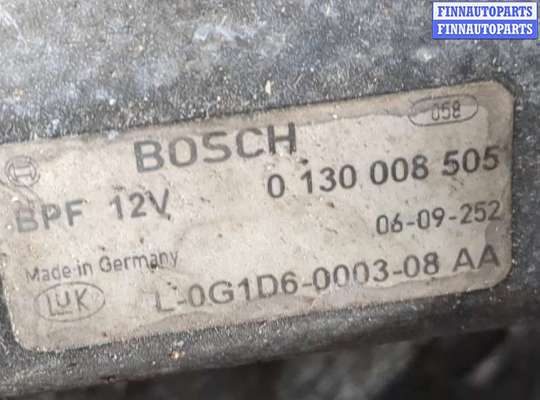 FINNAUTOPARTS
FINNAUTOPARTS
058
BOSCH
0 130 008 505
BPF 12V
06-09-252
Made in Germany
LUK
L-0G1D6-0003-08 AA